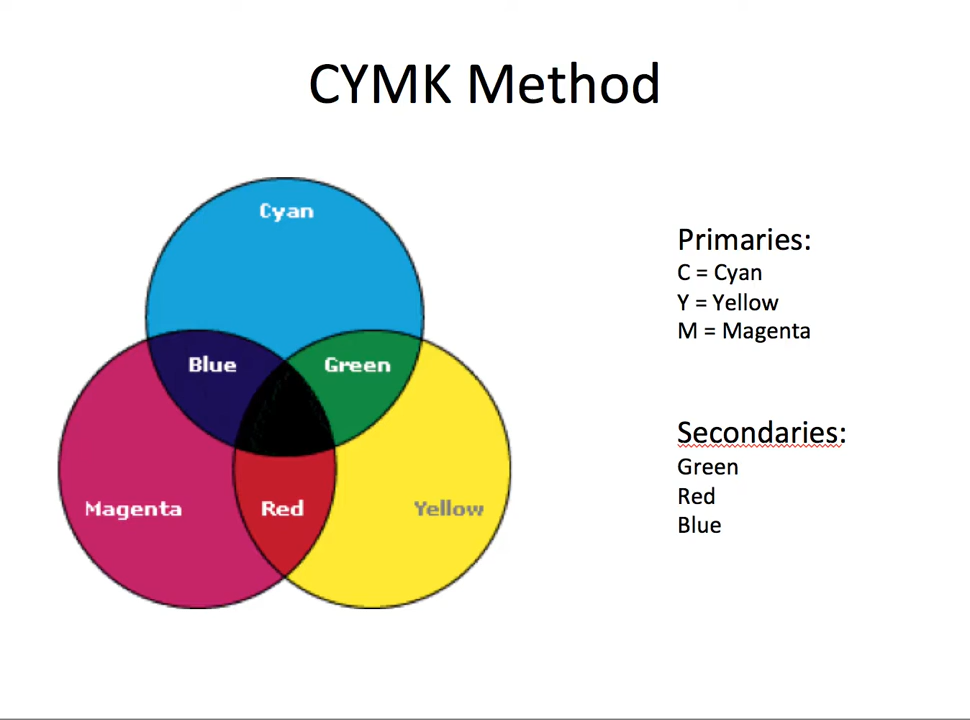 CYMK Method
Cyan
Blue
Green
Magenta
Red
Yellow
Primaries:
C = Cyan
Y = Yellow
M = Magenta
Secondaries:
Green
Red
Blue